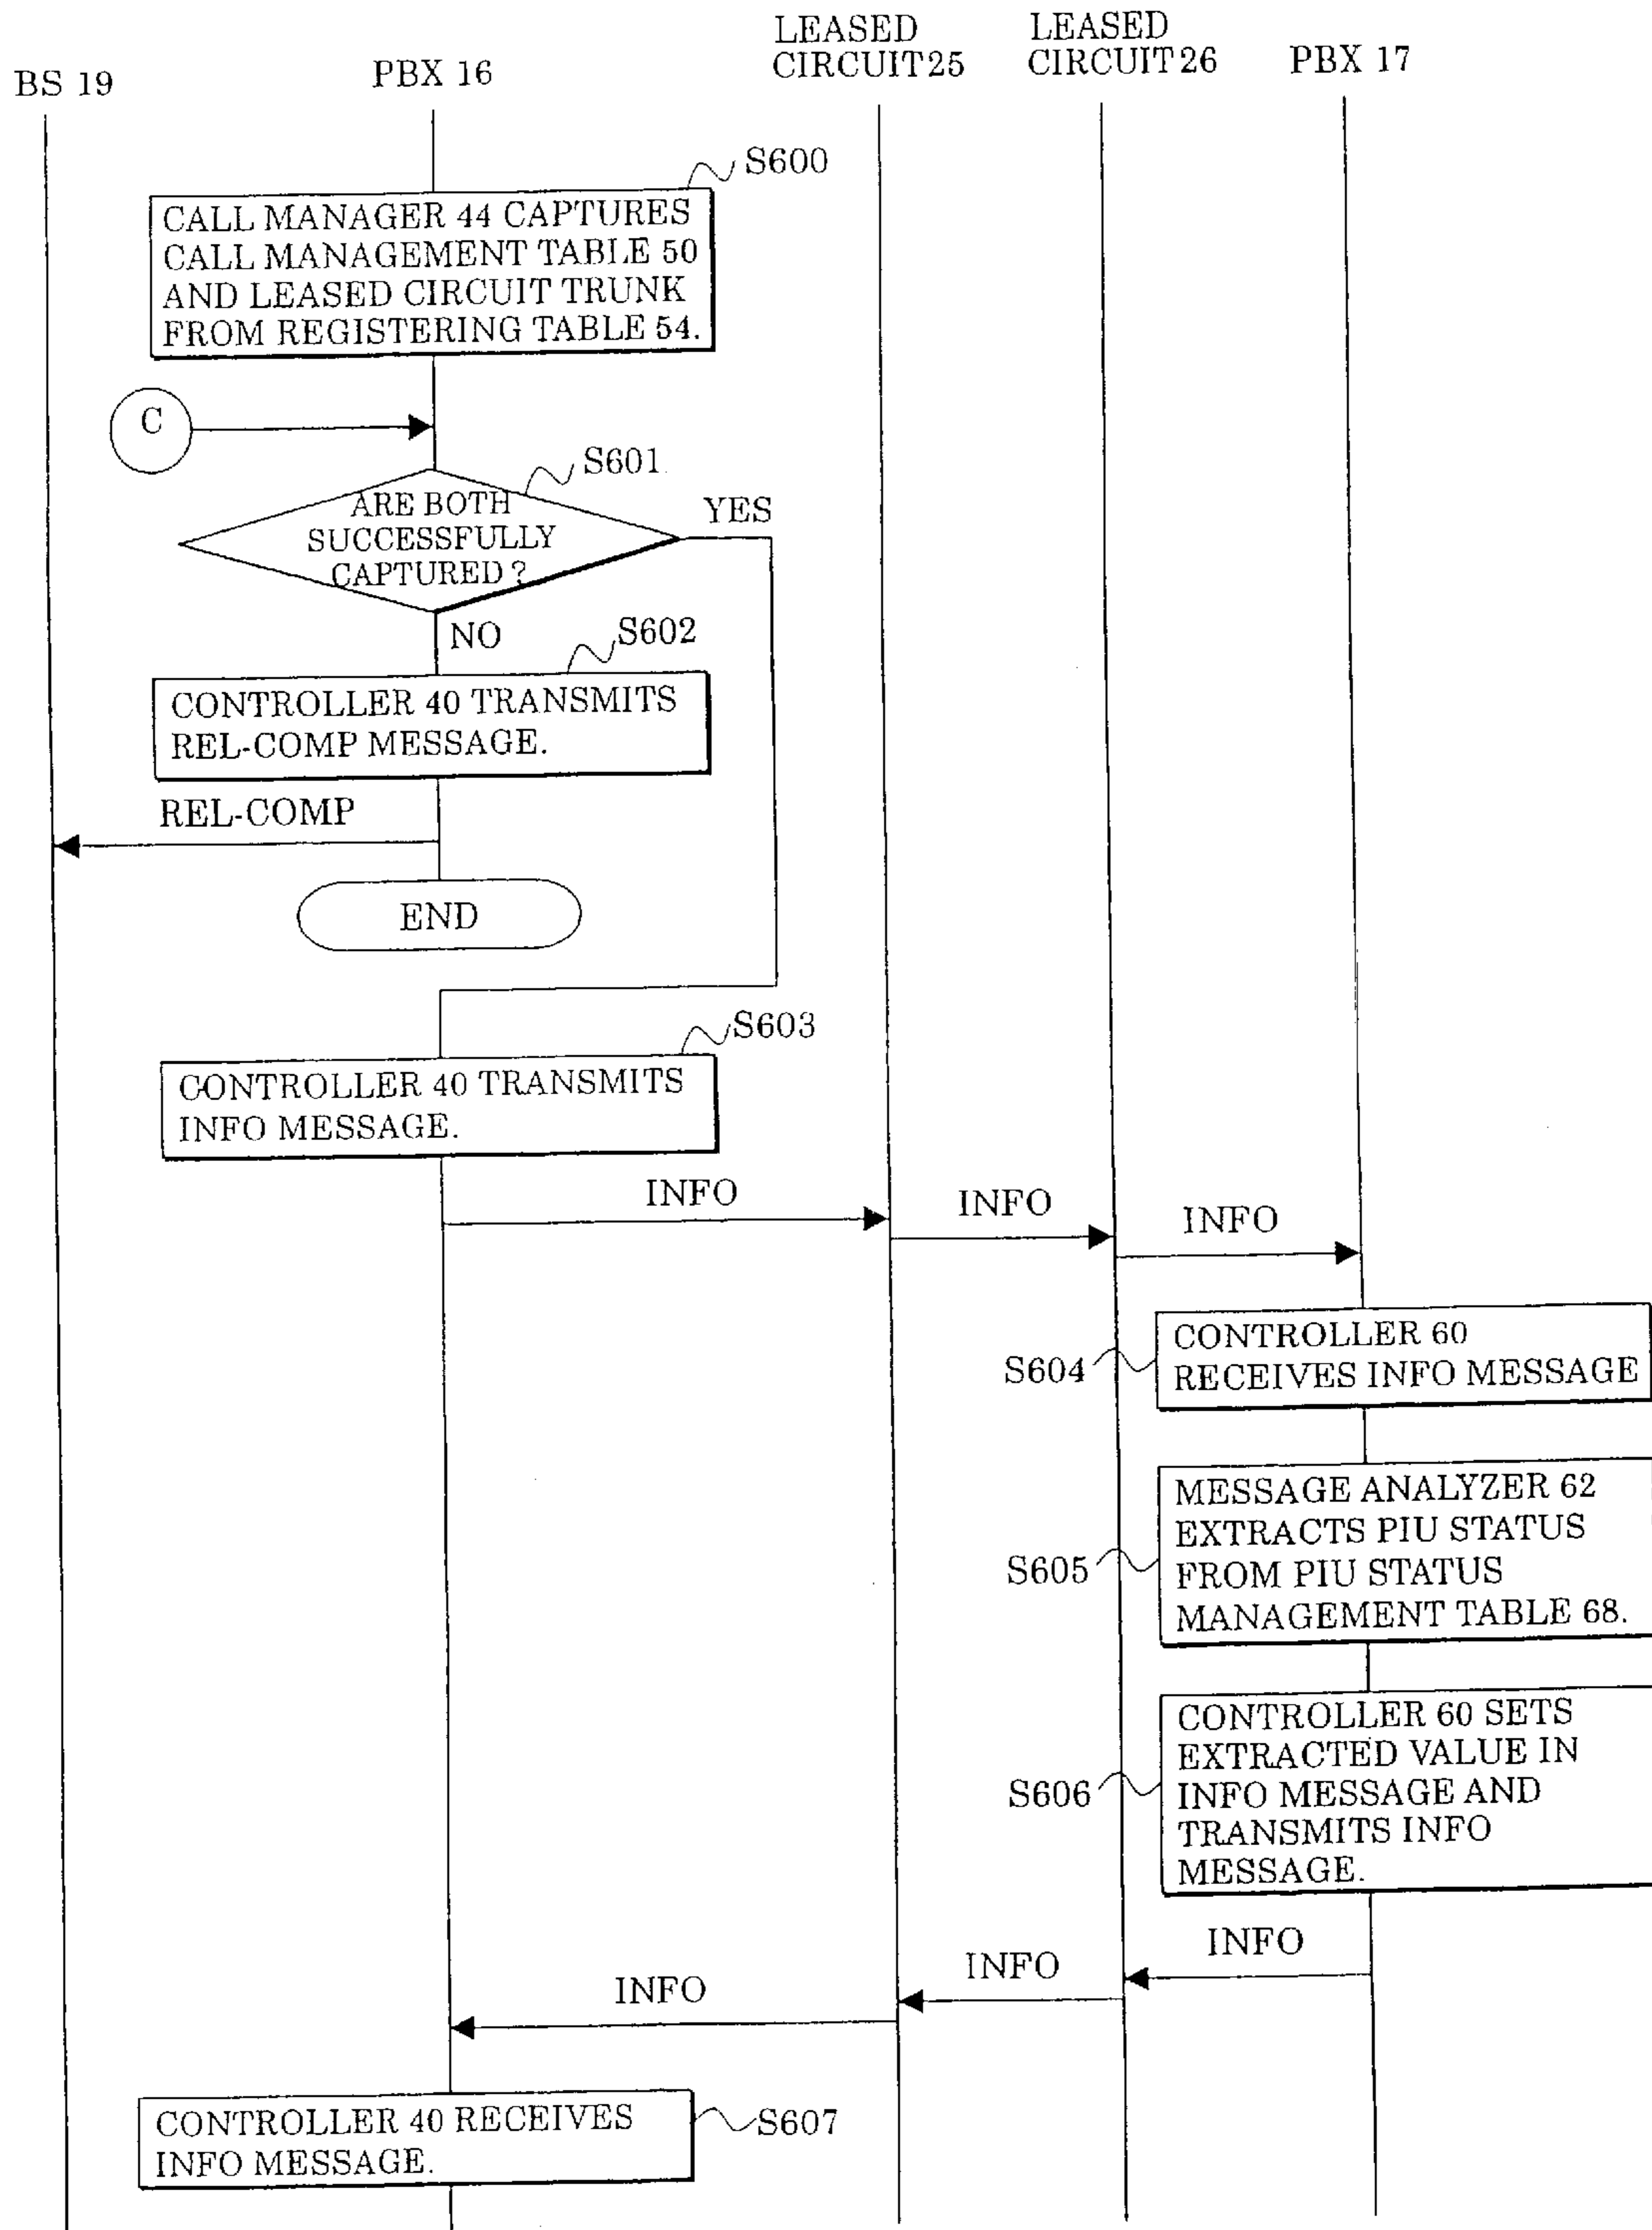 BS 19
PBX 16
LEASED
CIRCUIT 25
LEASED
CIRCUIT 26
PBX 17
S600
CALL MANAGER 44 CAPTURES
CALL MANAGEMENT TABLE 50
AND LEASED CIRCUIT TRUNK
FROM REGISTERING TABLE 54.
C
S601
ARE BOTH
SUCCESSFULLY
CAPTURED ?
YES
NO
S602
CONTROLLER 40 TRANSMITS
REL-COMP MESSAGE.
REL-COMP
END
S603
CONTROLLER 40 TRANSMITS
INFO MESSAGE.
INFO
INFO
INFO
S604
CONTROLLER 60
RECEIVES INFO MESSAGE
S605
MESSAGE ANALYZER 62
EXTRACTS PIU STATUS
FROM PIU STATUS
MANAGEMENT TABLE 68.
S606
CONTROLLER 60 SETS
EXTRACTED VALUE IN
INFO MESSAGE AND
TRANSMITS INFO
MESSAGE.
INFO
INFO
INFO
CONTROLLER 40 RECEIVES
INFO MESSAGE.
S607